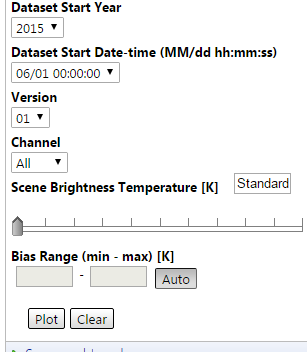 Dataset Start Year
2015
Dataset Start Date-time (MM/dd hh:mm:ss)
06/01 00:00:00
Version
01
Channel
All
Scene Brightness Temperature [K]
Standard
Bias Range (min - max) [K]
- Auto
Plot Clear